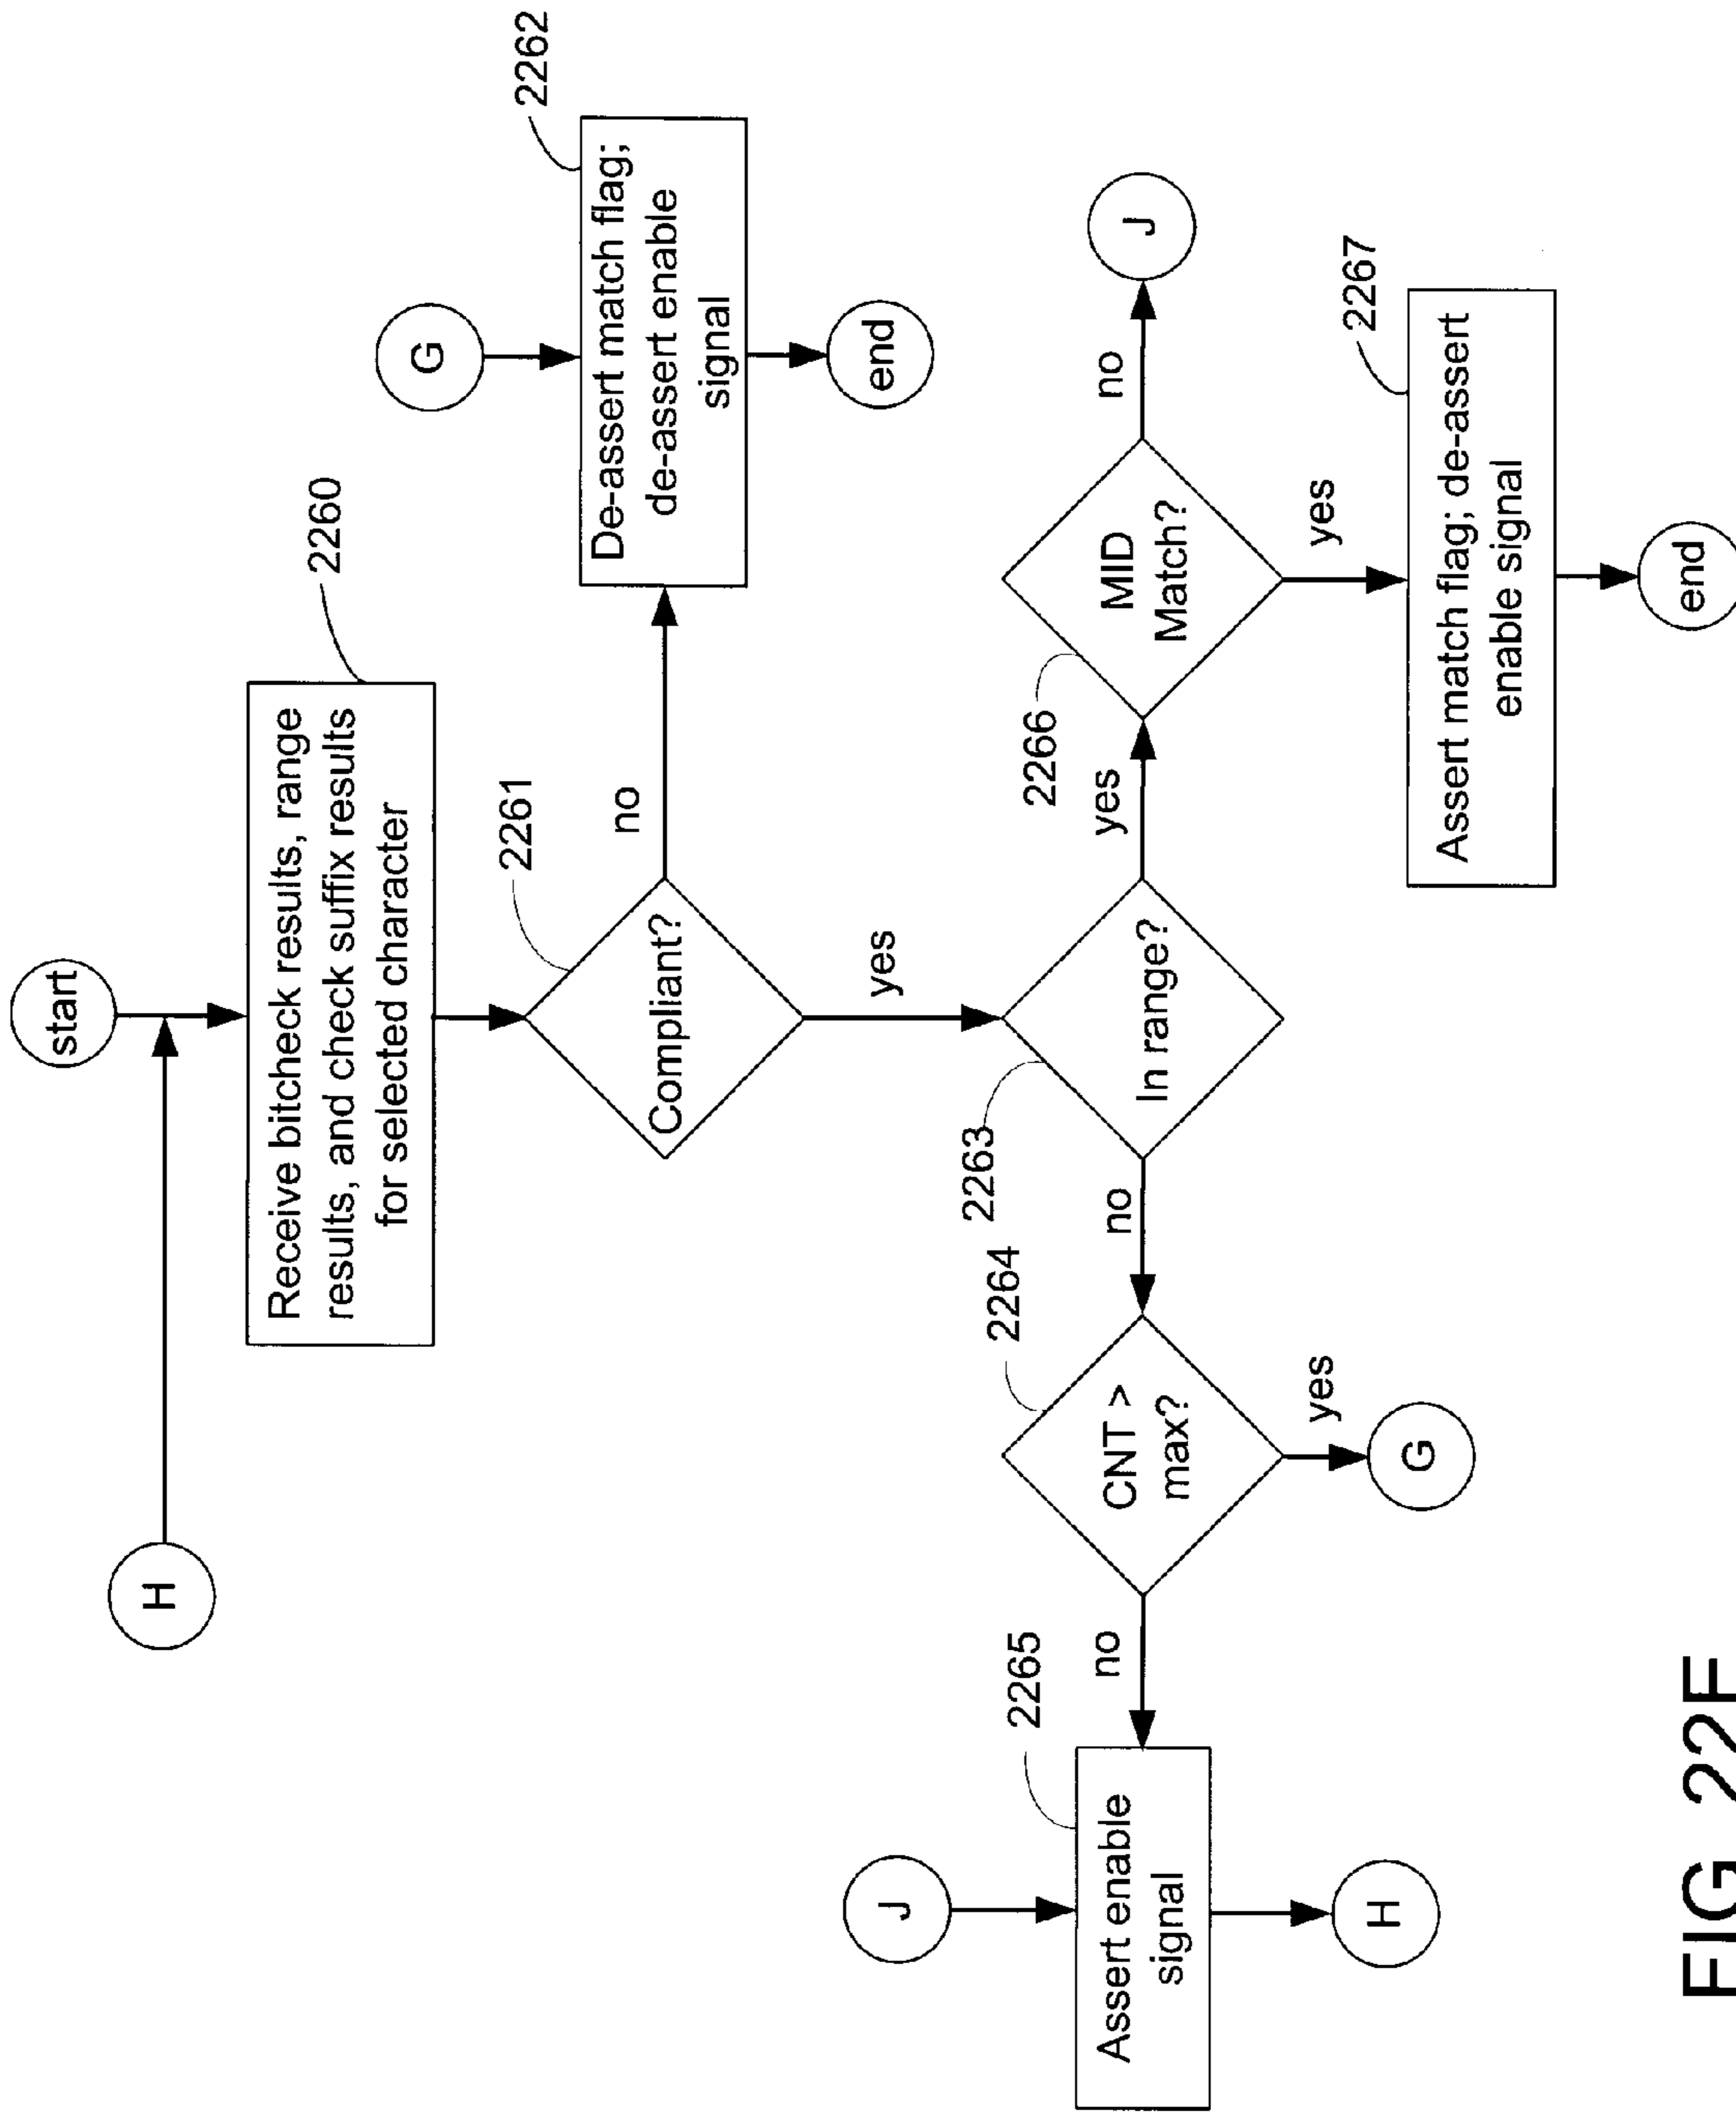 start
H
2260
Receive bitcheck results, range
results, and check suffix results
for selected character
2261
Compliant?
no
yes
G
2262
De-assert match flag;
de-assert enable
signal
end
2263
In range?
no
yes
2264
CNT >
max?
no
yes
G
2265
J
Assert enable
signal
H
2266
MID
Match?
no
J
yes
2267
Assert match flag; de-assert
enable signal
end
FIG